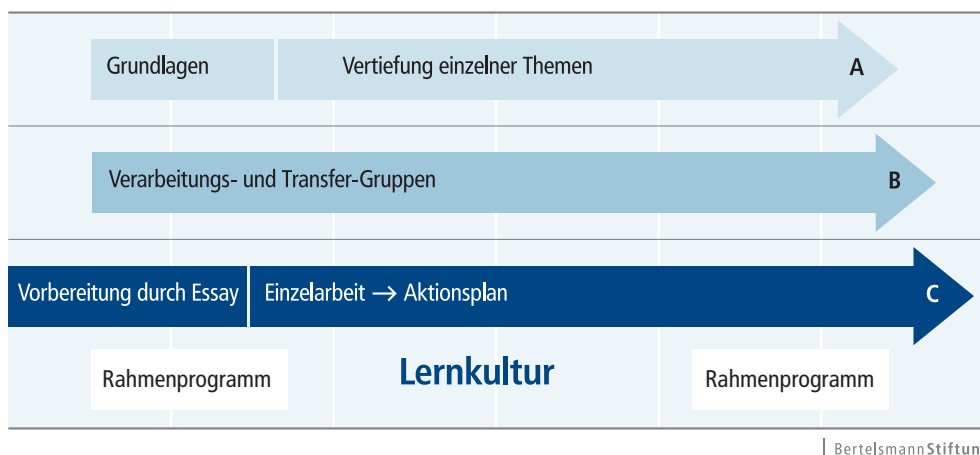 Grundlagen Vertiefung einzelner Themen A
Verarbeitungs- und Transfer-Gruppen B
Vorbereitung durch Essay Einzelarbeit → Aktionsplan C
Rahmenprogramm Lernkultur Rahmenprogramm
BertelsmannStiftun